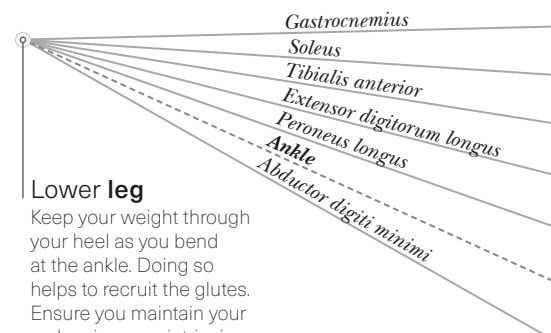 Gastrocnemius
Soleus
Tibialis anterior
Extensor digitorum longus
Peroneus longus
Ankle
Abductor digiti minimi
Lower leg
Keep your weight through
your heel as you bend
at the ankle. Doing so
helps to recruit the glutes.
Ensure you maintain your